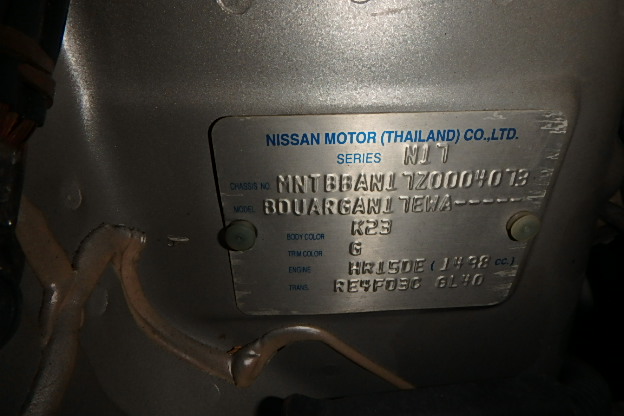 NISSAN MOTOR (THAILAND) CO.,LTD.
SERIES N17
CHASSIS NO. MNTBBAN17Z0004073
MODEL BDUARGAN17EWA-----
BODY COLOR K23
TRIM COLOR G
ENGINE HR15DE (1498 CC.)
TRANS. RE4F03C GL40